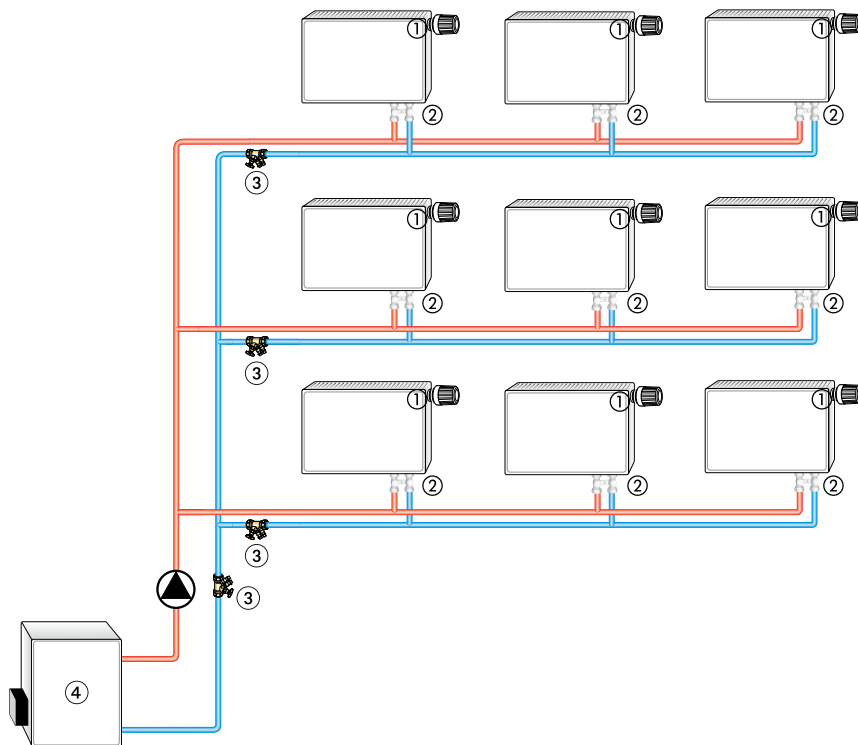 ① ① ①
② ② ②
③
① ① ①
② ② ②
③
① ① ①
② ② ②
③
③
④